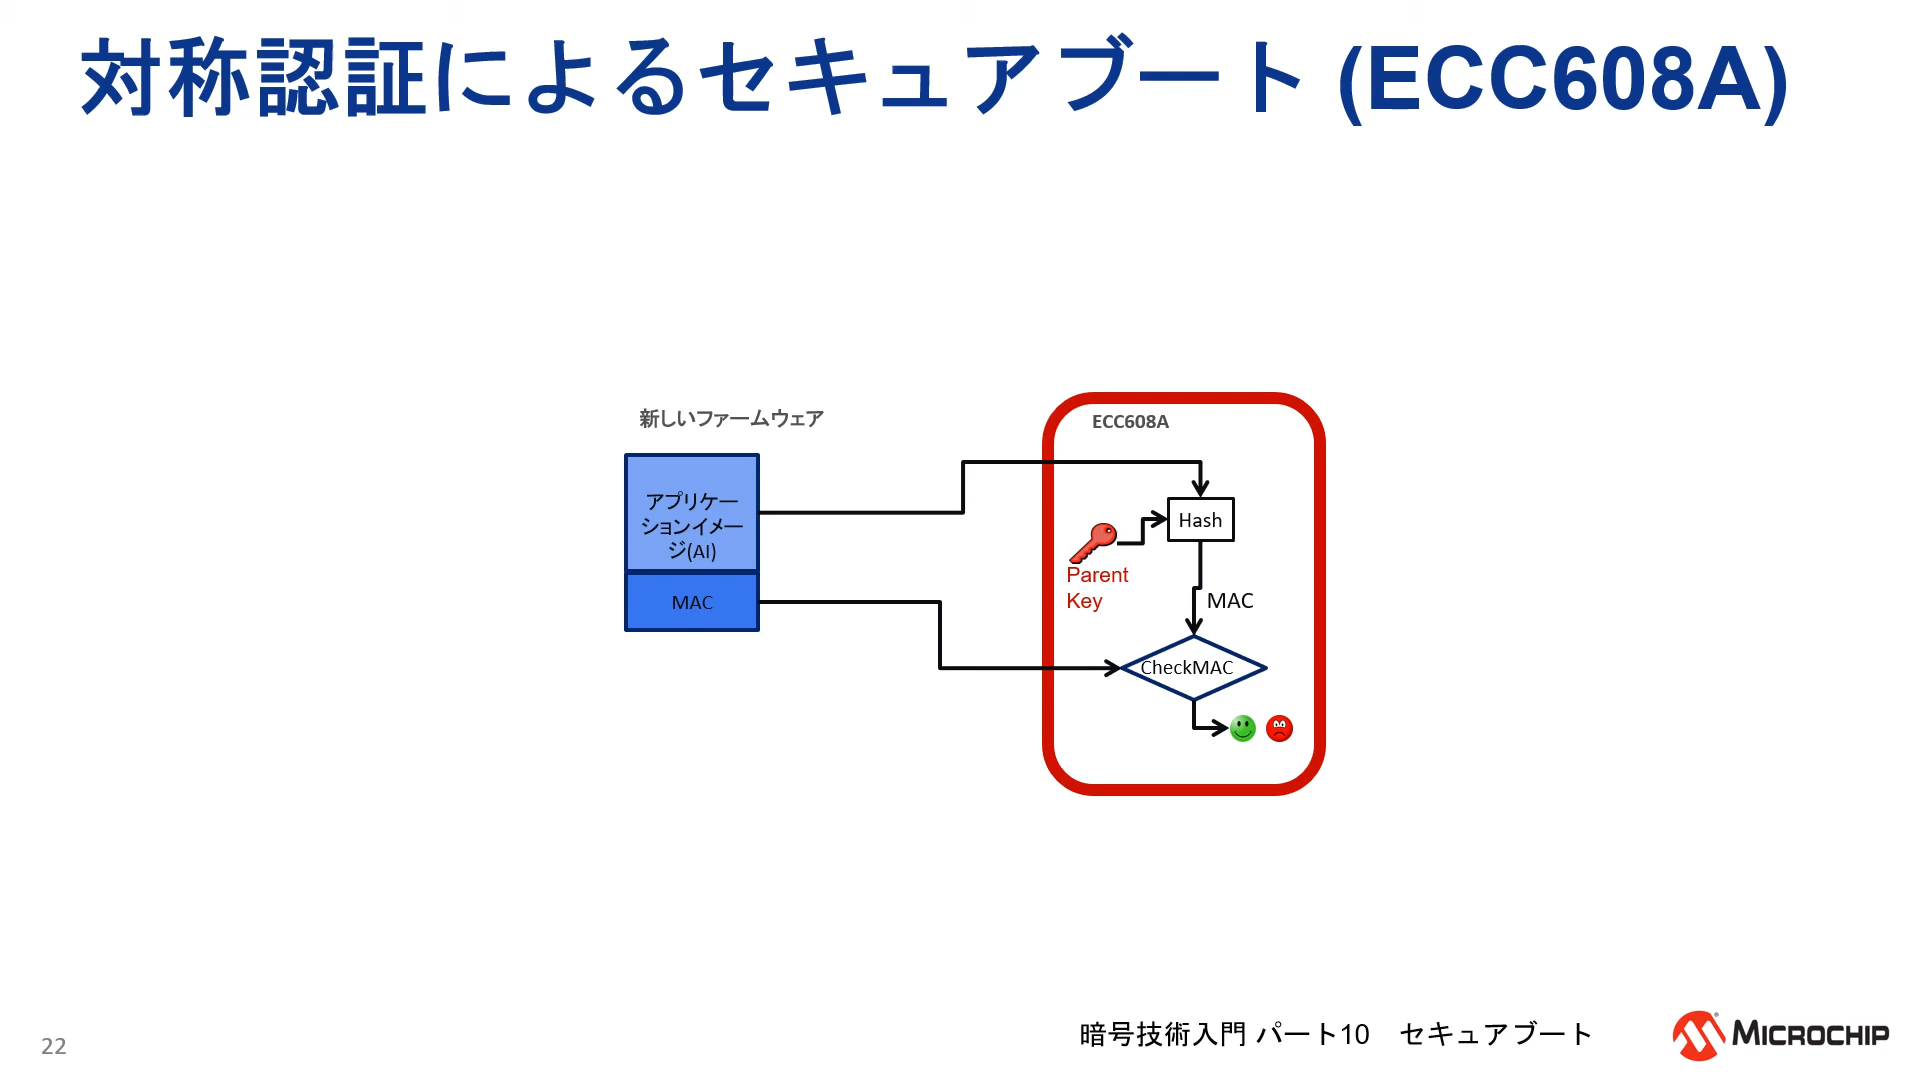 対称認証によるセキュアブート (ECC608A)
新しいファームウェア
ECC608A
アプリケー
ションイメー
ジ(AI)
Hash
Parent
Key
MAC
MAC
CheckMAC
22
暗号技術入門 パート10　セキュアブート
MICROCHIP